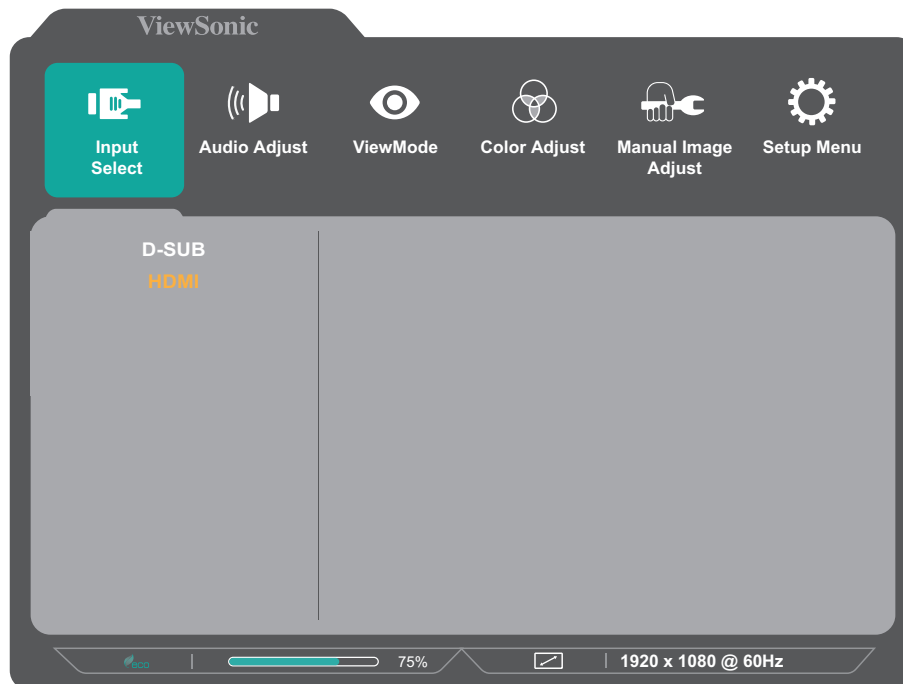 ViewSonic
Input
Select
Audio Adjust
ViewMode
Color Adjust
Manual Image
Adjust
Setup Menu
D-SUB
HDMI
ECO
75%
1920 x 1080 @ 60Hz